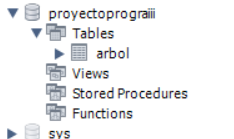 proyectoprograiii
Tables
arbol
Views
Stored Procedures
Functions
sys